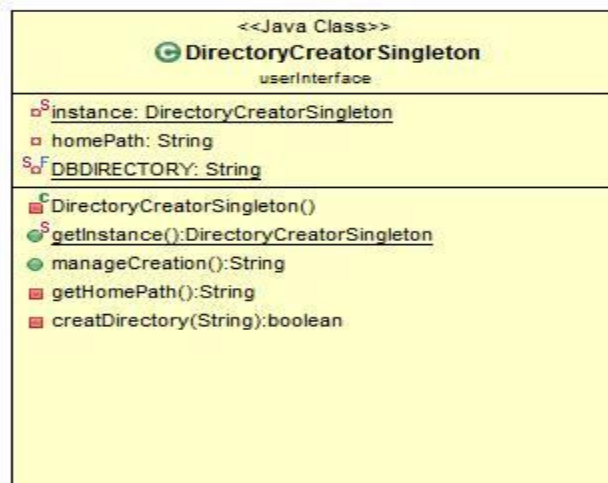 <<Java Class>>
C DirectoryCreatorSingleton
userInterface
S instance: DirectoryCreatorSingleton
homePath: String
S F DBDIRECTORY: String
C DirectoryCreatorSingleton()
S getInstance():DirectoryCreatorSingleton
manageCreation():String
getHomePath():String
creatDirectory(String):boolean